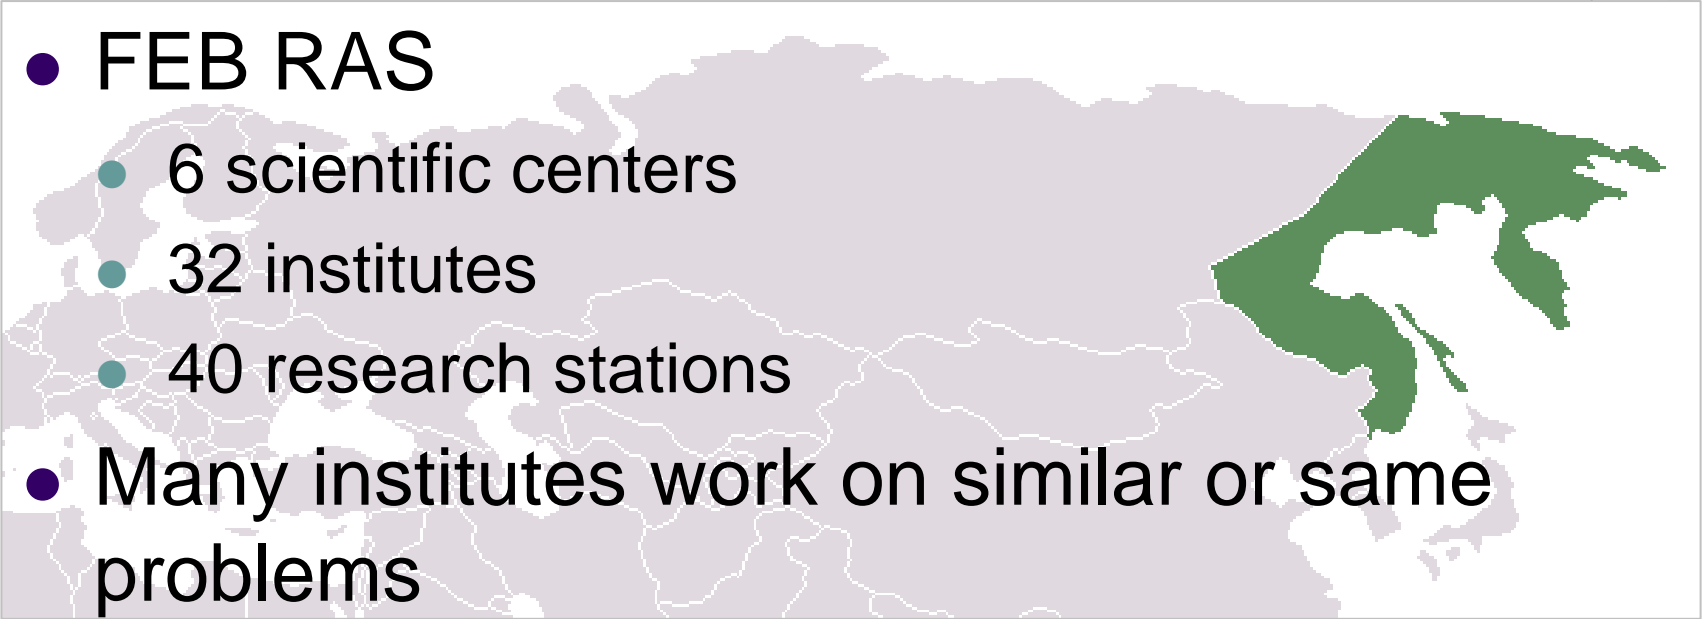 FEB RAS
6 scientific centers
32 institutes
40 research stations
Many institutes work on similar or same
problems